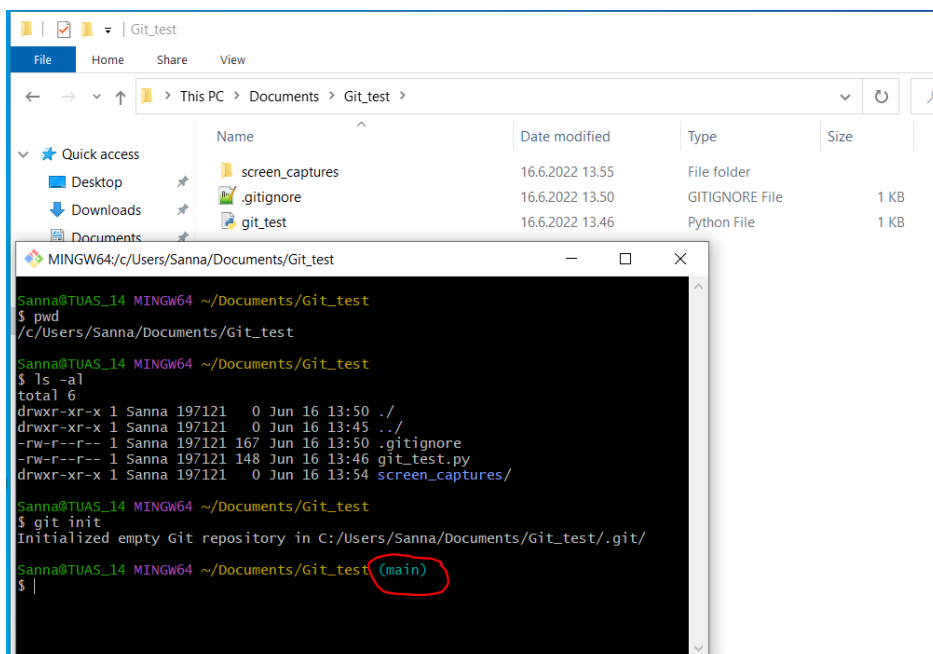 Git_test
File Home Share View
This PC > Documents > Git_test >
Name Date modified Type Size
Quick access
screen_captures 16.6.2022 13.55 File folder
Desktop
.gitignore 16.6.2022 13.50 GITIGNORE File 1 KB
Downloads
git_test 16.6.2022 13.46 Python File 1 KB
Documents
MINGW64:/c/Users/Sanna/Documents/Git_test
Sanna@TUAS_14 MINGW64 ~/Documents/Git_test
$ pwd
/c/Users/Sanna/Documents/Git_test
Sanna@TUAS_14 MINGW64 ~/Documents/Git_test
$ ls -al
total 6
drwxr-xr-x 1 Sanna 197121   0 Jun 16 13:50 ./
drwxr-xr-x 1 Sanna 197121   0 Jun 16 13:45 ../
-rw-r--r-- 1 Sanna 197121 167 Jun 16 13:50 .gitignore
-rw-r--r-- 1 Sanna 197121 148 Jun 16 13:46 git_test.py
drwxr-xr-x 1 Sanna 197121   0 Jun 16 13:54 screen_captures/
Sanna@TUAS_14 MINGW64 ~/Documents/Git_test
$ git init
Initialized empty Git repository in C:/Users/Sanna/Documents/Git_test/.git/
Sanna@TUAS_14 MINGW64 ~/Documents/Git_test (main)
$